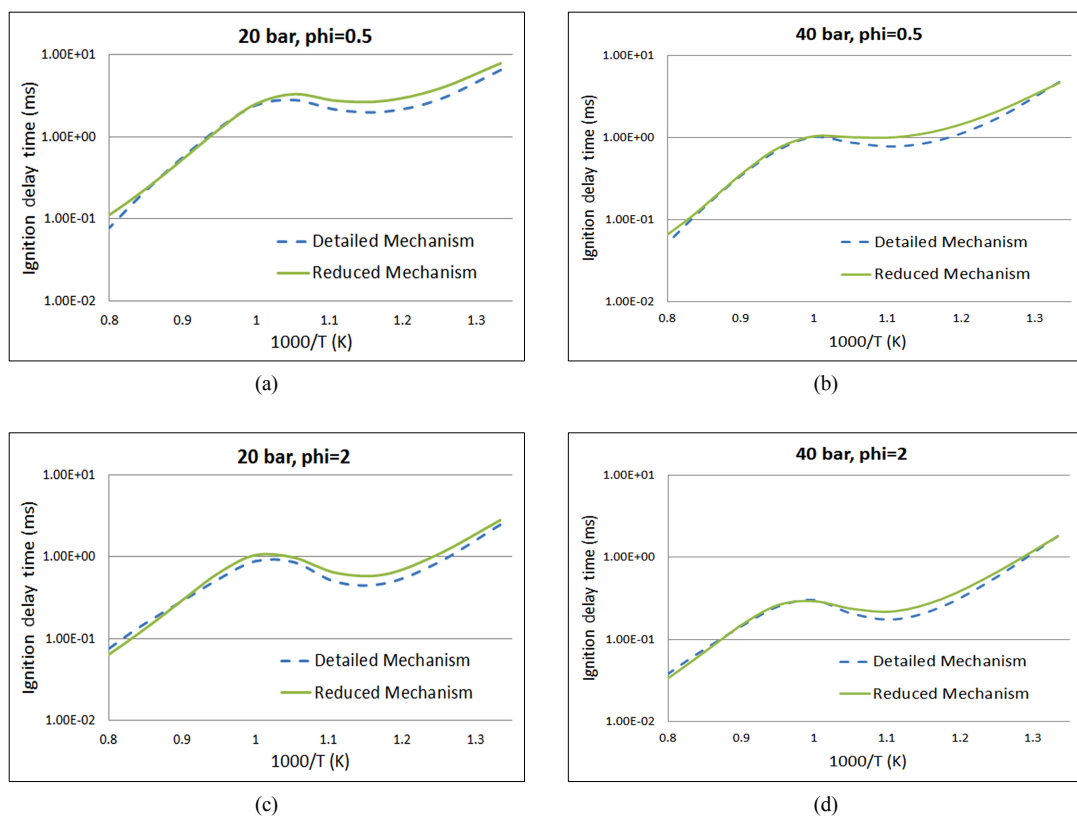 20 bar, phi=0.5
1.00E+01
1.00E+00
1.00E-01
1.00E-02
Ignition delay time (ms)
Detailed Mechanism
Reduced Mechanism
0.8 0.9 1 1.1 1.2 1.3
1000/T (K)
(a)
40 bar, phi=0.5
1.00E+01
1.00E+00
1.00E-01
1.00E-02
Ignition delay time (ms)
Detailed Mechanism
Reduced Mechanism
0.8 0.9 1 1.1 1.2 1.3
1000/T (K)
(b)
20 bar, phi=2
1.00E+01
1.00E+00
1.00E-01
1.00E-02
Ignition delay time (ms)
Detailed Mechanism
Reduced Mechanism
0.8 0.9 1 1.1 1.2 1.3
1000/T (K)
(c)
40 bar, phi=2
1.00E+01
1.00E+00
1.00E-01
1.00E-02
Ignition delay time (ms)
Detailed Mechanism
Reduced Mechanism
0.8 0.9 1 1.1 1.2 1.3
1000/T (K)
(d)